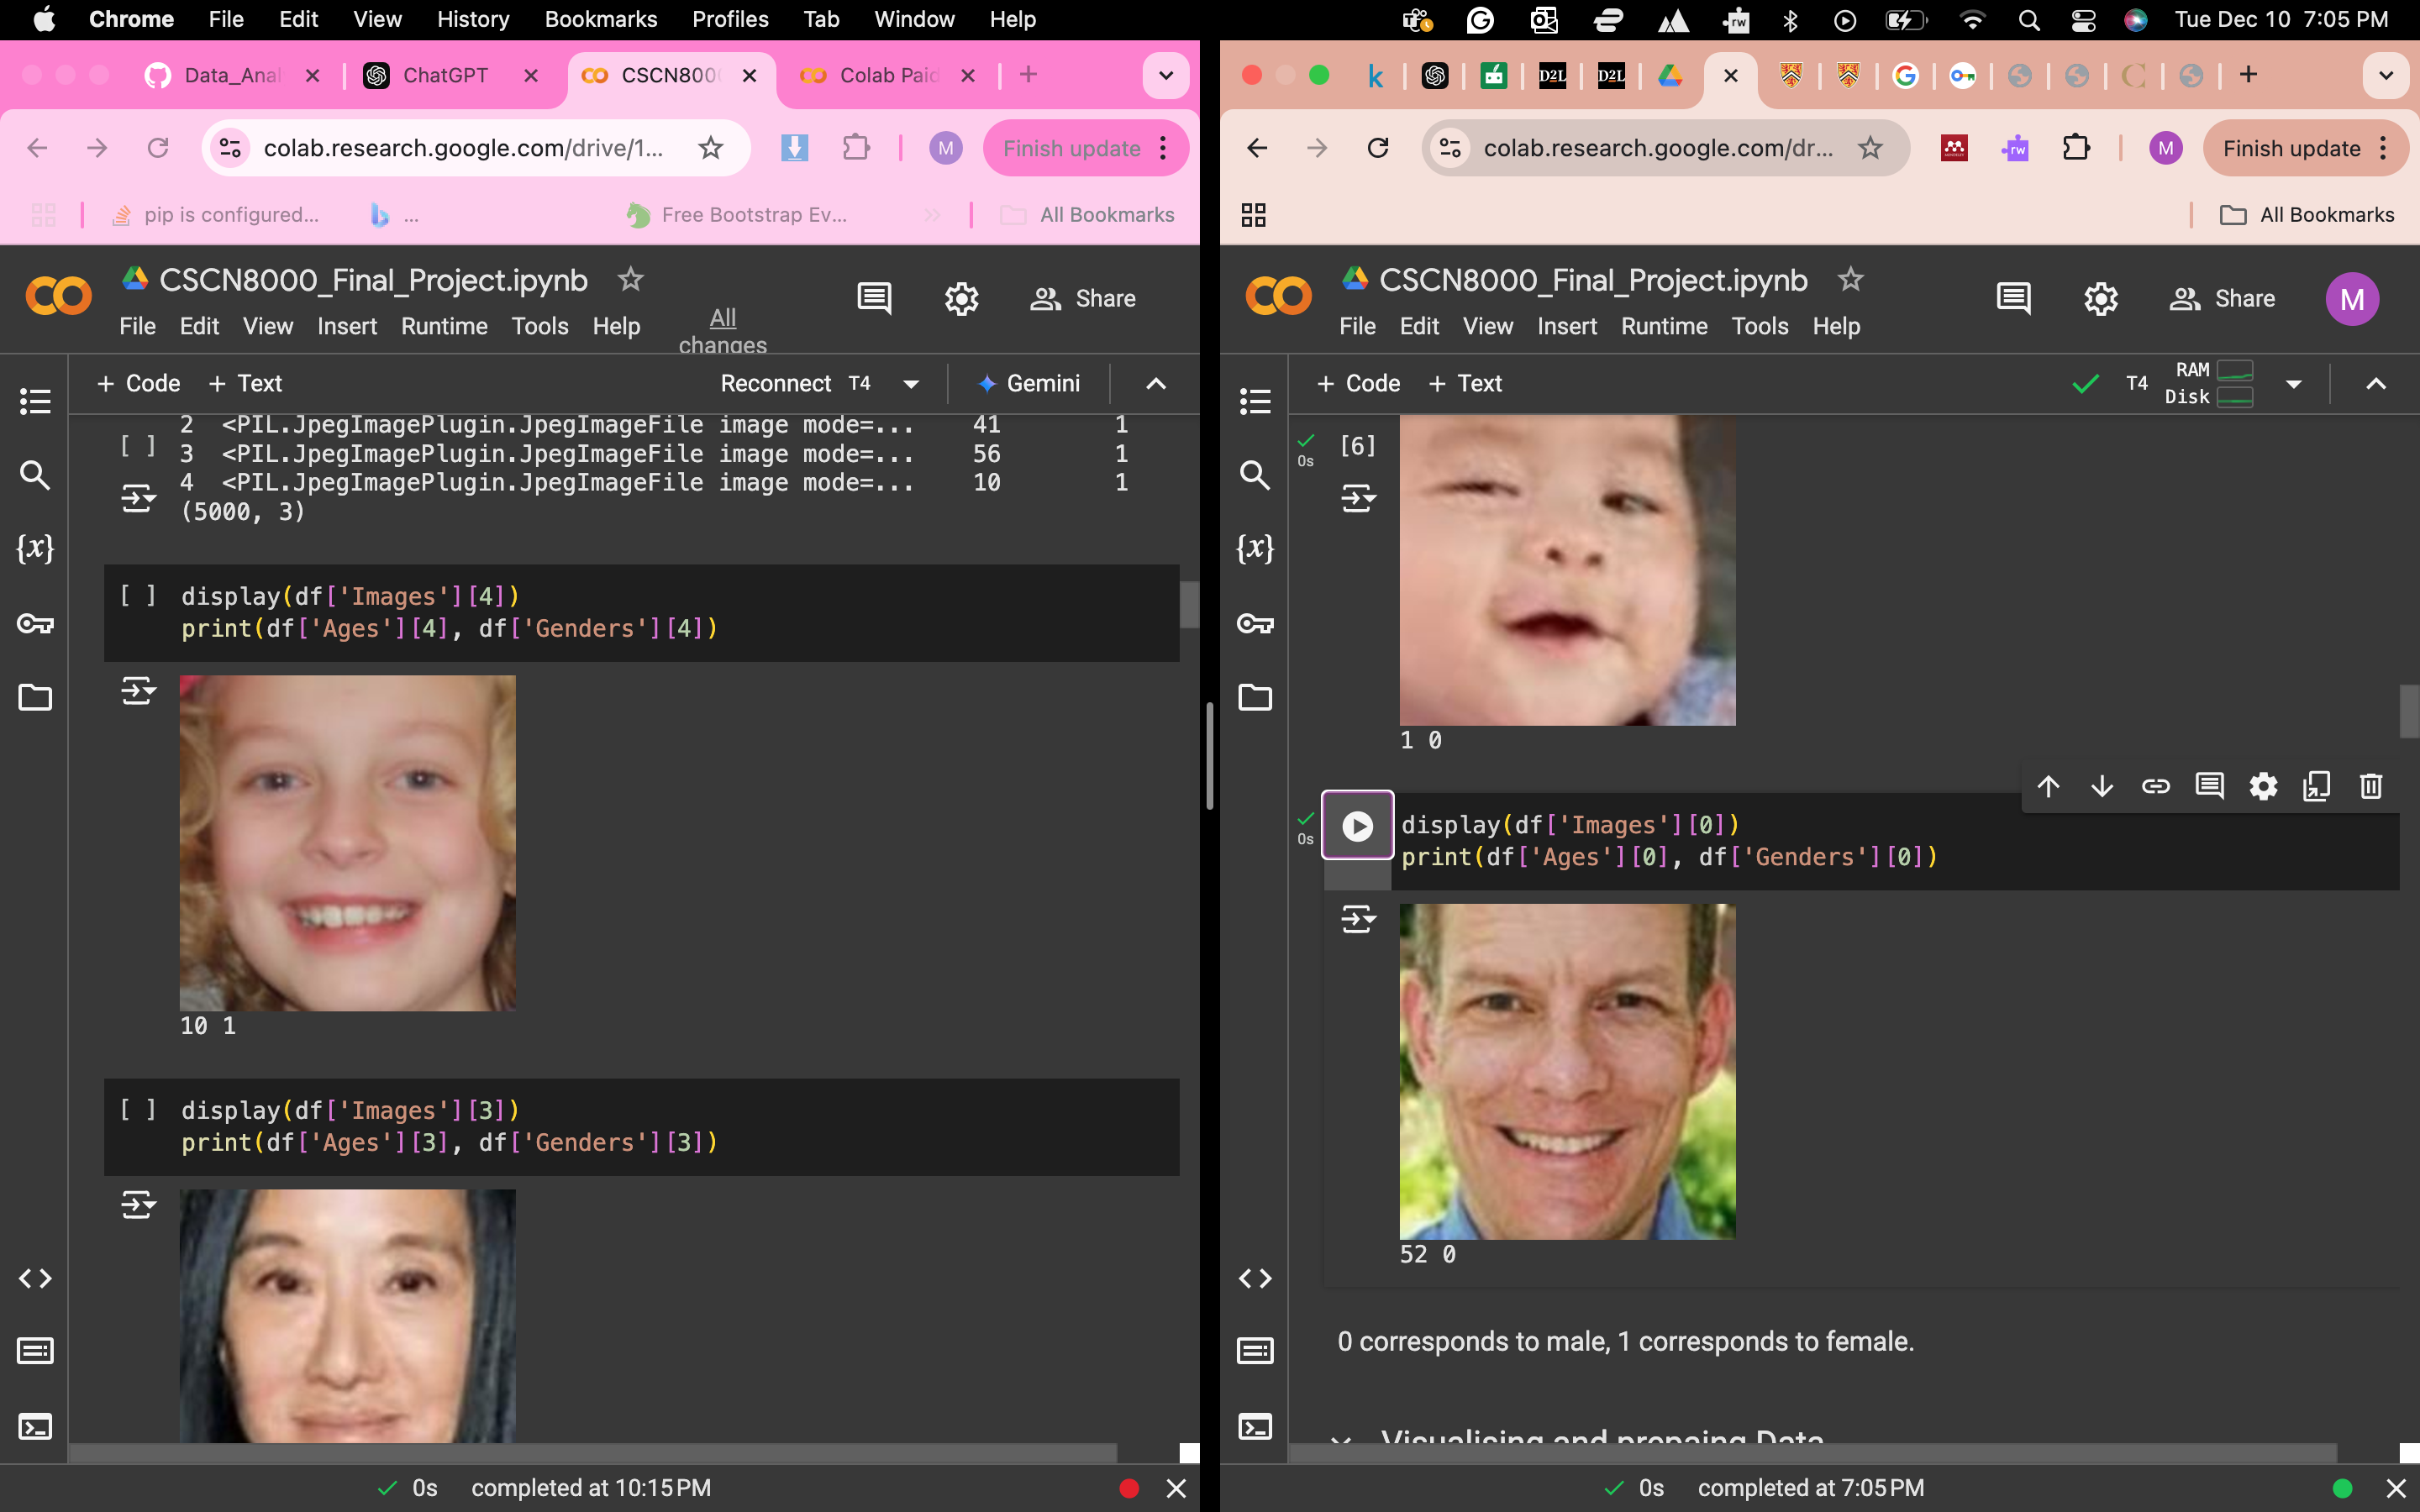 Chrome File Edit View History Bookmarks Profiles Tab Window Help
Tue Dec 10 7:05 PM
Data_Anal
ChatGPT
CSCN800
Colab Paid
colab.research.google.com/drive/1...
M
Finish update
pip is configured...
...
Free Bootstrap Ev...
All Bookmarks
CSCN8000_Final_Project.ipynb
File Edit View Insert Runtime Tools Help
All changes
Share
+ Code + Text
Reconnect T4
Gemini
2 <PIL.JpegImagePlugin.JpegImageFile image mode=... 41 1
[ ] 3 <PIL.JpegImagePlugin.JpegImageFile image mode=... 56 1
4 <PIL.JpegImagePlugin.JpegImageFile image mode=... 10 1
(5000, 3)
[ ] display(df['Images'][4])
print(df['Ages'][4], df['Genders'][4])
10 1
[ ] display(df['Images'][3])
print(df['Ages'][3], df['Genders'][3])
0s completed at 10:15 PM
k
D2L
D2L
rw
colab.research.google.com/dr...
rw
M
Finish update
All Bookmarks
CSCN8000_Final_Project.ipynb
File Edit View Insert Runtime Tools Help
Share
M
+ Code + Text
T4
RAM
Disk
[6]
0s
1 0
0s
display(df['Images'][0])
print(df['Ages'][0], df['Genders'][0])
52 0
0 corresponds to male, 1 corresponds to female.
Visualising and prepaing Data
0s completed at 7:05 PM